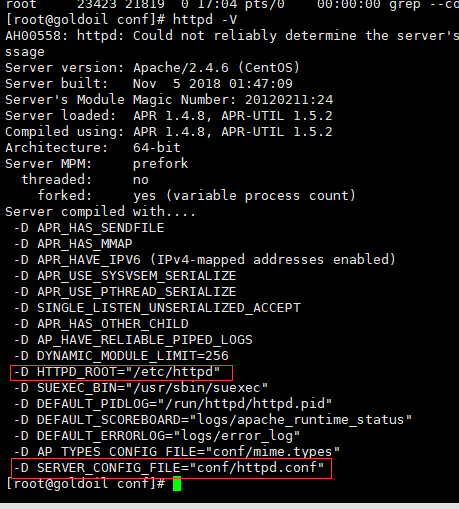 root     23423 21819  0 17:04 pts/0    00:00:00 grep --co
[root@goldoil conf]# httpd -V
AH00558: httpd: Could not reliably determine the server's
ssage
Server version: Apache/2.4.6 (CentOS)
Server built:   Nov  5 2018 01:47:09
Server's Module Magic Number: 20120211:24
Server loaded:  APR 1.4.8, APR-UTIL 1.5.2
Compiled using: APR 1.4.8, APR-UTIL 1.5.2
Architecture:   64-bit
Server MPM:     prefork
  threaded:     no
    forked:     yes (variable process count)
Server compiled with....
 -D APR_HAS_SENDFILE
 -D APR_HAS_MMAP
 -D APR_HAVE_IPV6 (IPv4-mapped addresses enabled)
 -D APR_USE_SYSVSEM_SERIALIZE
 -D APR_USE_PTHREAD_SERIALIZE
 -D SINGLE_LISTEN_UNSERIALIZED_ACCEPT
 -D APR_HAS_OTHER_CHILD
 -D AP_HAVE_RELIABLE_PIPED_LOGS
 -D DYNAMIC_MODULE_LIMIT=256
 -D HTTPD_ROOT="/etc/httpd"
 -D SUEXEC_BIN="/usr/sbin/suexec"
 -D DEFAULT_PIDLOG="/run/httpd/httpd.pid"
 -D DEFAULT_SCOREBOARD="logs/apache_runtime_status"
 -D DEFAULT_ERRORLOG="logs/error_log"
 -D AP_TYPES_CONFIG_FILE="conf/mime.types"
 -D SERVER_CONFIG_FILE="conf/httpd.conf"
[root@goldoil conf]#